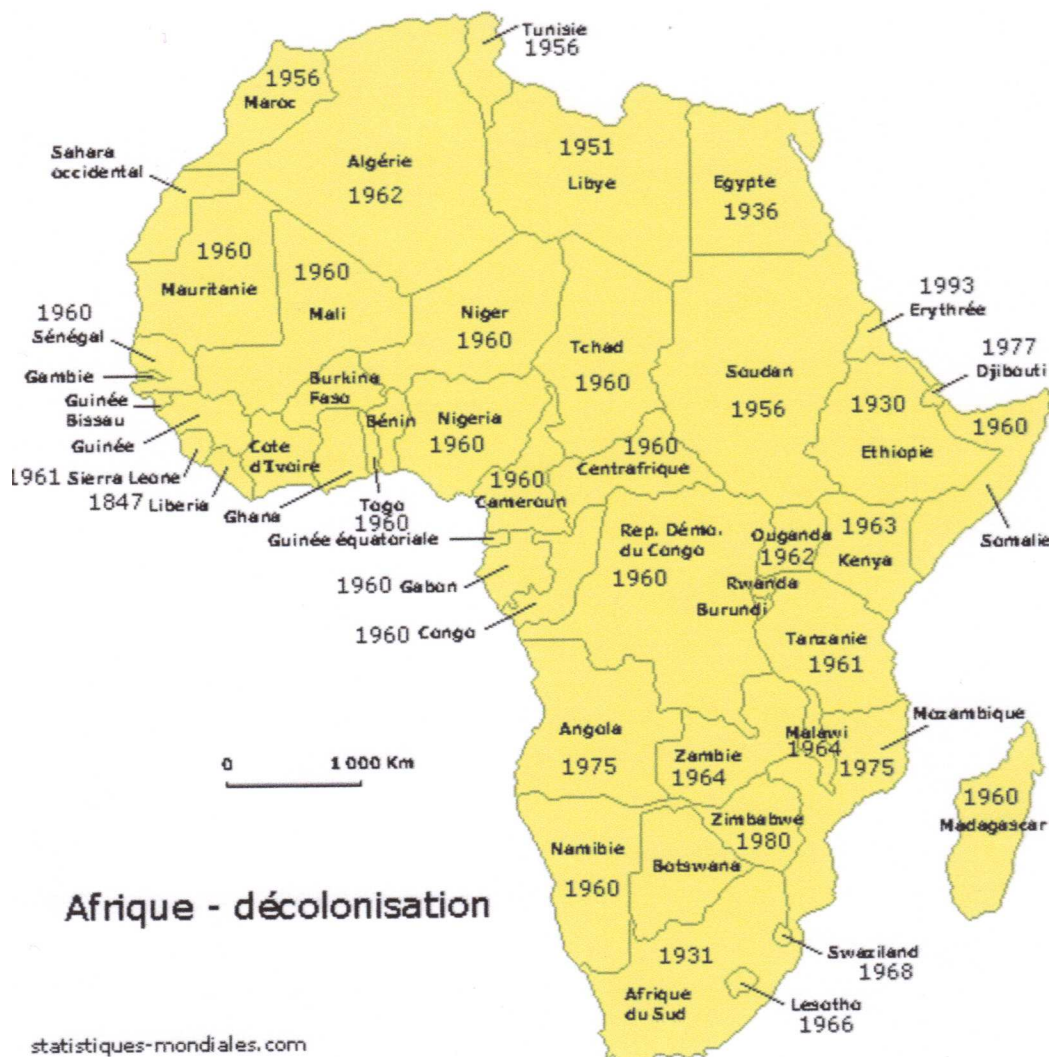 Tunisie
1956
1956
Maroc
Sahara
occidental
Algérie
1962
1951
Libye
Egypte
1936
1960
Mauritanie
1960
Mali
Niger
1960
Tchad
1960
Soudan
1956
1993
Erythrée
1977
Djibouti
1960
Sénégal
Gambie
Guinée
Bissau
Guinée
1961 Sierra Leone
1847 Liberia
Cote
d'Ivoire
Ghana
Burkina
Faso
Bénin
Togo
1960
Nigeria
1960
1960
Centrafrique
1960
Cameroun
1930
Ethiopie
1960
Somalie
Guinée équatoriale
1960 Gabon
1960 Congo
Rep. Démo.
du Congo
1960
Ouganda
1962
1963
Kenya
Rwanda
Burundi
Tanzanie
1961
Angola
1975
Zambie
1964
Malawi
1964
Mozambique
1975
1960
Madagascar
0 1 000 Km
Namibie
1960
Botswana
Zimbabwe
1980
Afrique - décolonisation
1931
Afrique
du Sud
Swaziland
1968
Lesotho
1966
statistiques-mondiales.com